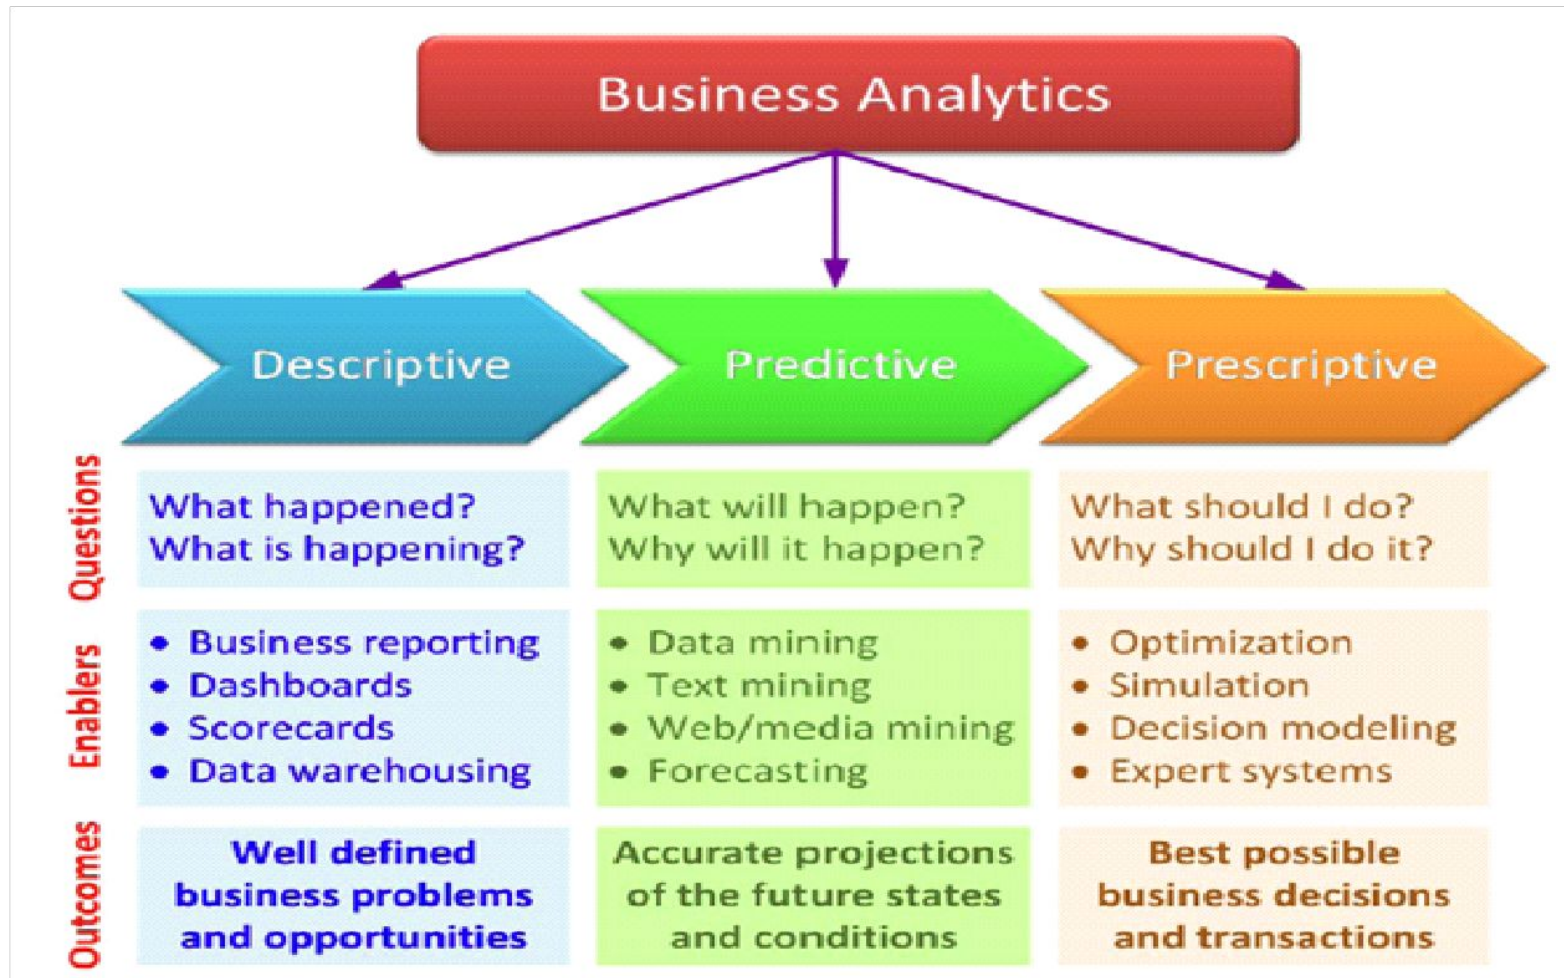 Business Analytics
Descriptive
Predictive
Prescriptive
Questions
What happened?
What is happening?
What will happen?
Why will it happen?
What should I do?
Why should I do it?
Enablers
• Business reporting
• Dashboards
• Scorecards
• Data warehousing
• Data mining
• Text mining
• Web/media mining
• Forecasting
• Optimization
• Simulation
• Decision modeling
• Expert systems
Outcomes
Well defined
business problems
and opportunities
Accurate projections
of the future states
and conditions
Best possible
business decisions
and transactions